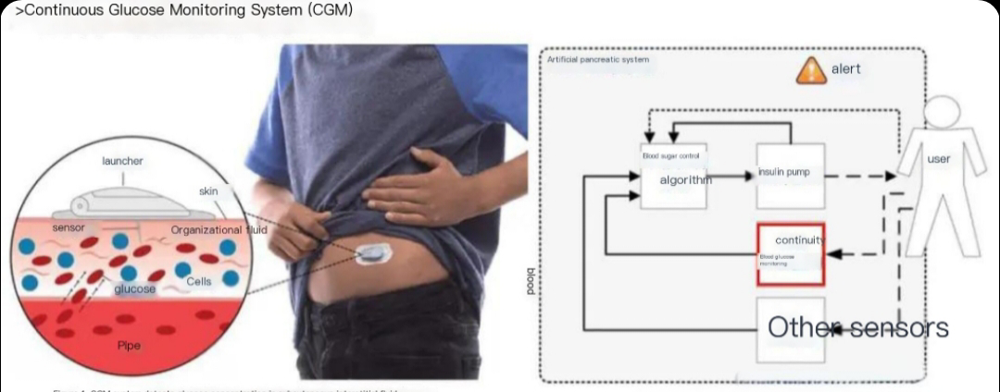 >Continuous Glucose Monitoring System (CGM)
launcher
skin
sensor
Organizational fluid
glucose
Cells
Pipe
blood
Artificial pancreatic system
alert
Blood sugar control
algorithm
insulin pump
user
continuity
Blood glucose
monitoring
Other sensors